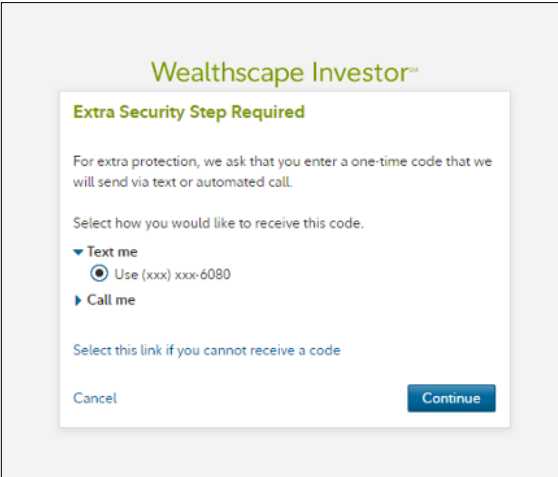 Wealthscape Investor℠
Extra Security Step Required
For extra protection, we ask that you enter a one-time code that we
will send via text or automated call.
Select how you would like to receive this code.
Text me
Use (xxx) xxx-6080
Call me
Select this link if you cannot receive a code
Cancel
Continue